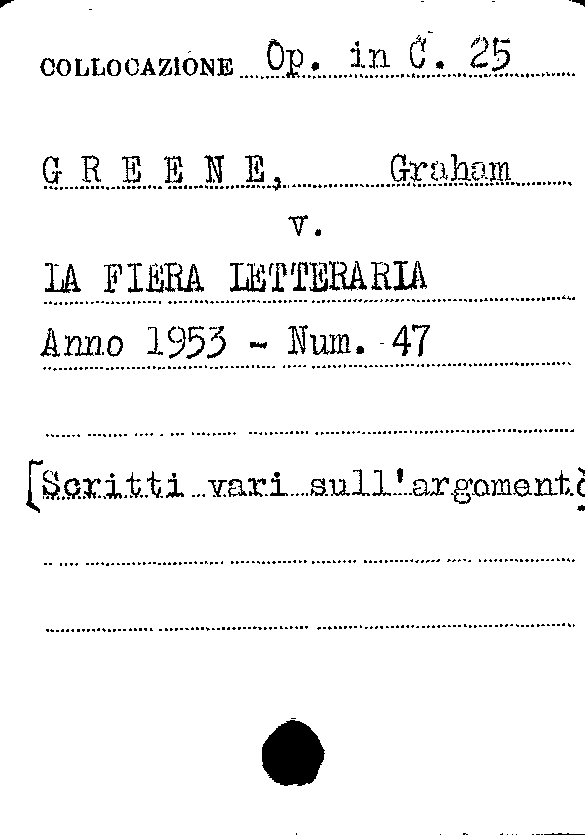 COLLOCAZIONE Op. in C. 25
G R E E N E, Graham
v.
LA FIERA LETTERARIA
Anno 1953 - Num. 47
[Scritti vari sull'argomento